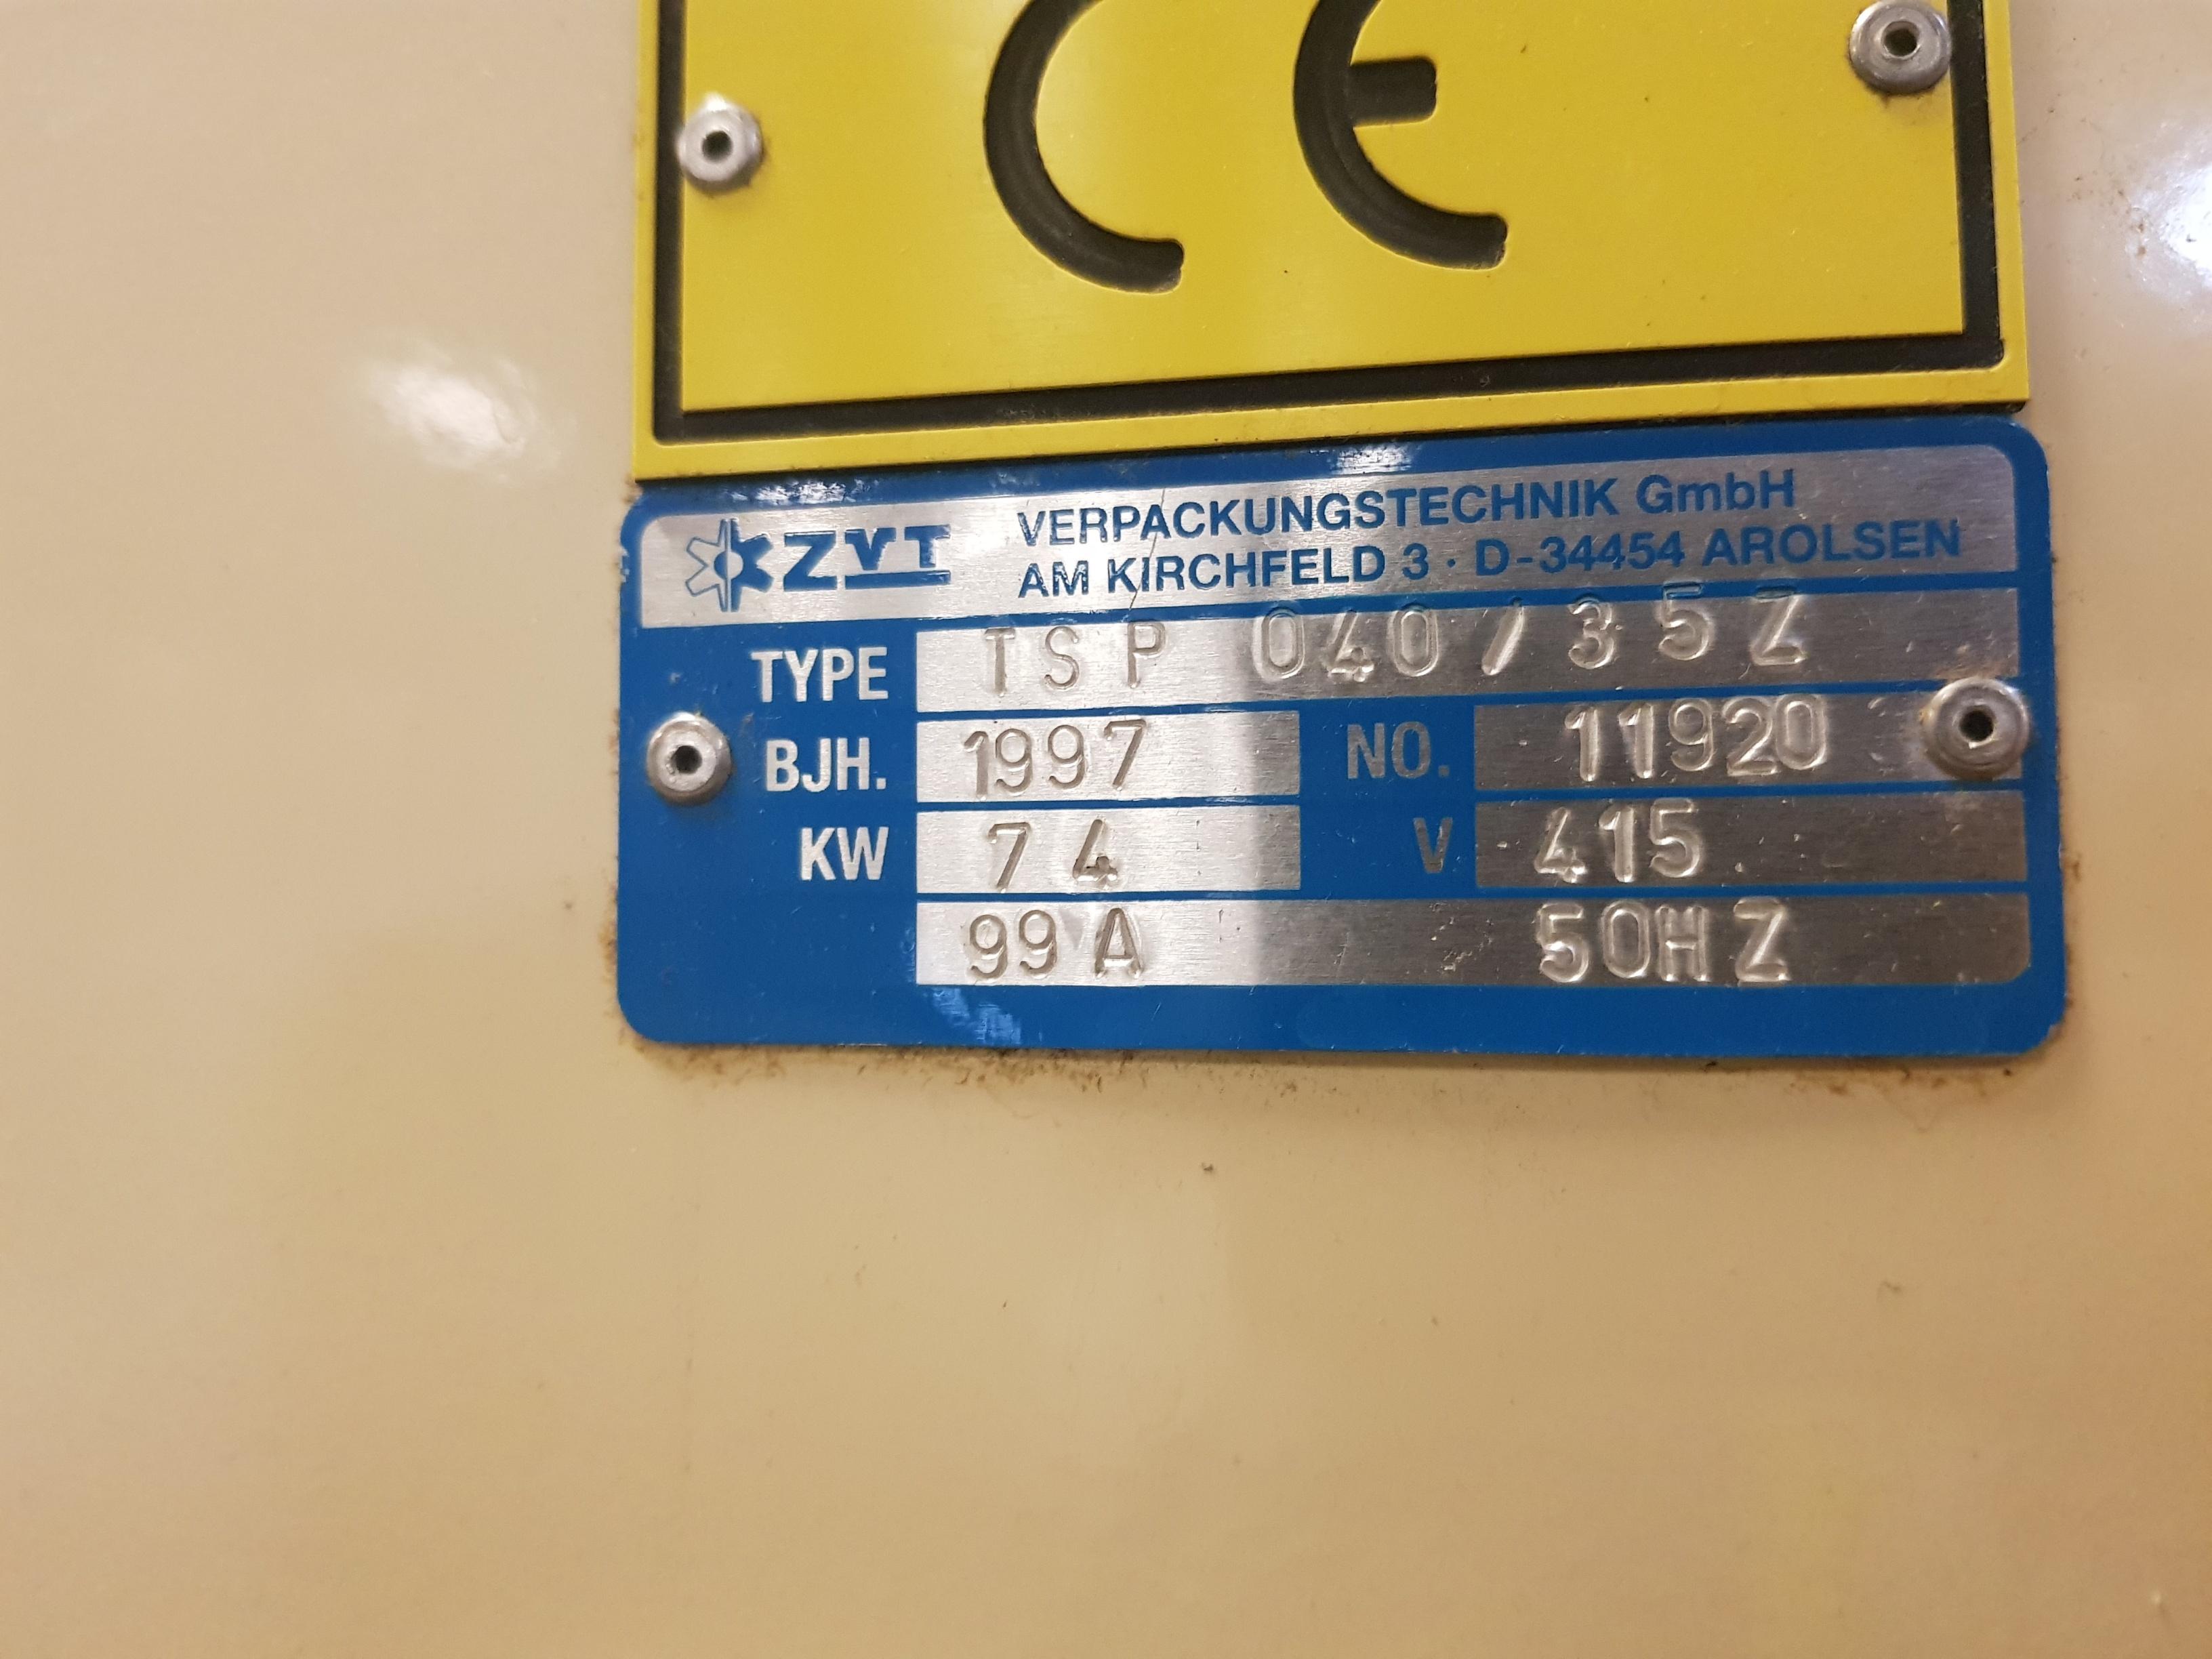 CE
ZVT VERPACKUNGSTECHNIK GmbH
AM KIRCHFELD 3 · D-34454 AROLSEN
TYPE TSP 040/35Z
BJH. 1997 NO. 11920
KW 74 V 415
99 A 50HZ